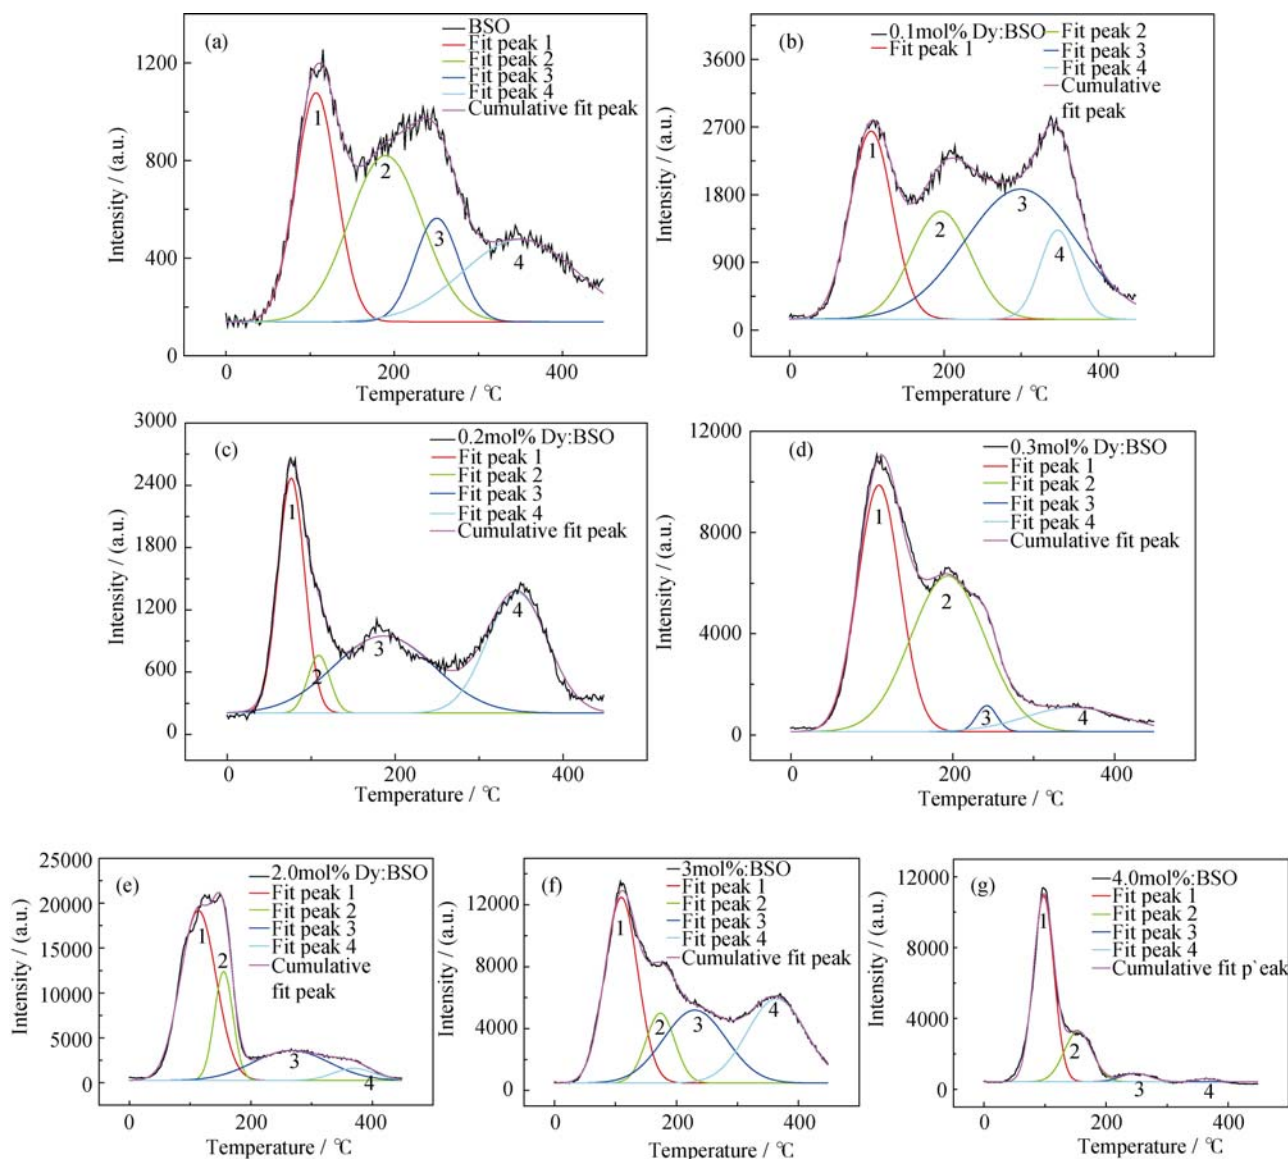 (a)
BSO
Fit peak 1
Fit peak 2
Fit peak 3
Fit peak 4
Cumulative fit peak
1200
800
400
0
Intensity / (a.u.)
1
2
3
4
0
200
400
Temperature / ℃
(b)
0.1mol% Dy:BSO
Fit peak 1
Fit peak 2
Fit peak 3
Fit peak 4
Cumulative
fit peak
3600
2700
1800
900
0
Intensity / (a.u.)
1
2
3
4
0
200
400
Temperature / ℃
(c)
0.2mol% Dy:BSO
Fit peak 1
Fit peak 2
Fit peak 3
Fit peak 4
Cumulative fit peak
3000
2400
1800
1200
600
0
Intensity / (a.u.)
1
2
3
4
0
200
400
Temperature / ℃
(d)
0.3mol% Dy:BSO
Fit peak 1
Fit peak 2
Fit peak 3
Fit peak 4
Cumulative fit peak
12000
8000
4000
0
Intensity / (a.u.)
1
2
3
4
0
200
400
Temperature / ℃
(e)
2.0mol% Dy:BSO
Fit peak 1
Fit peak 2
Fit peak 3
Fit peak 4
Cumulative
fit peak
25000
22500
20000
17500
15000
12500
10000
7500
5000
2500
0
Intensity / (a.u.)
1
2
3
4
0
200
400
Temperature / ℃
(f)
3mol%:BSO
Fit peak 1
Fit peak 2
Fit peak 3
Fit peak 4
Cumulative fit peak
12000
8000
4000
0
Intensity / (a.u.)
1
2
3
4
0
200
400
Temperature / ℃
(g)
4.0mol%:BSO
Fit peak 1
Fit peak 2
Fit peak 3
Fit peak 4
Cumulative fit p`eak
12000
8000
4000
0
Intensity / (a.u.)
1
2
3
4
0
200
400
Temperature / ℃